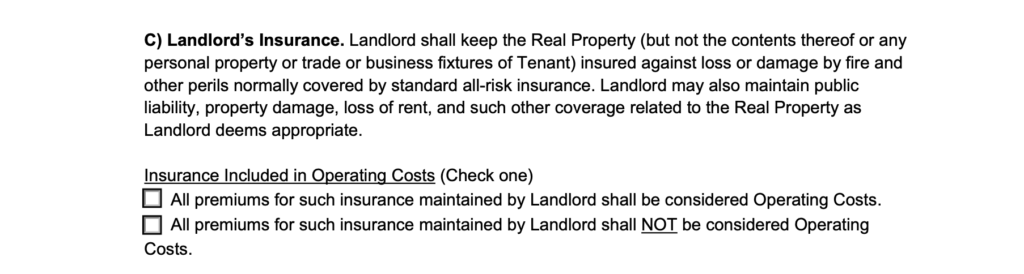 C) Landlord’s Insurance. Landlord shall keep the Real Property (but not the contents thereof or any
personal property or trade or business fixtures of Tenant) insured against loss or damage by fire and
other perils normally covered by standard all-risk insurance. Landlord may also maintain public
liability, property damage, loss of rent, and such other coverage related to the Real Property as
Landlord deems appropriate.
Insurance Included in Operating Costs (Check one)
All premiums for such insurance maintained by Landlord shall be considered Operating Costs.
All premiums for such insurance maintained by Landlord shall NOT be considered Operating
Costs.